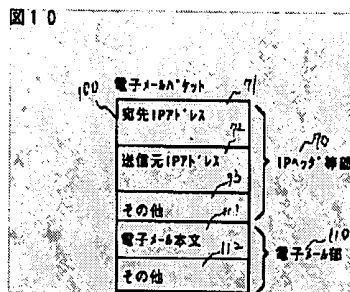 図10
電子メールパケット
100
71
宛先IPアドレス
72
送信元IPアドレス
73
その他
70
IPヘッダ等部
111
電子メール本文
112
その他
110
電子メール部